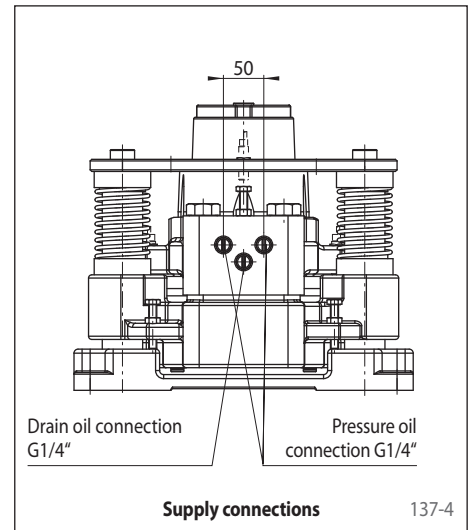 50
Drain oil connection
G1/4“
Pressure oil
connection G1/4“
Supply connections
137-4